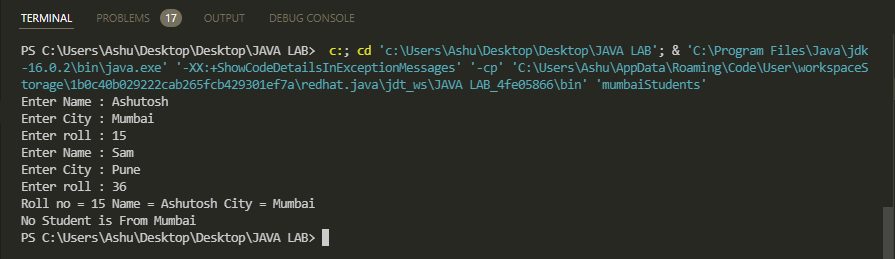 TERMINAL PROBLEMS 17 OUTPUT DEBUG CONSOLE
PS C:\Users\Ashu\Desktop\Desktop\JAVA LAB>  c:; cd 'c:\Users\Ashu\Desktop\Desktop\JAVA LAB'; & 'C:\Program Files\Java\jdk
-16.0.2\bin\java.exe' '-XX:+ShowCodeDetailsInExceptionMessages' '-cp' 'C:\Users\Ashu\AppData\Roaming\Code\User\workspaceS
torage\1b0c40b029222cab265fcb429301ef7a\redhat.java\jdt_ws\JAVA LAB_4fe05866\bin' 'mumbaiStudents'
Enter Name : Ashutosh
Enter City : Mumbai
Enter roll : 15
Enter Name : Sam
Enter City : Pune
Enter roll : 36
Roll no = 15 Name = Ashutosh City = Mumbai
No Student is From Mumbai
PS C:\Users\Ashu\Desktop\Desktop\JAVA LAB>